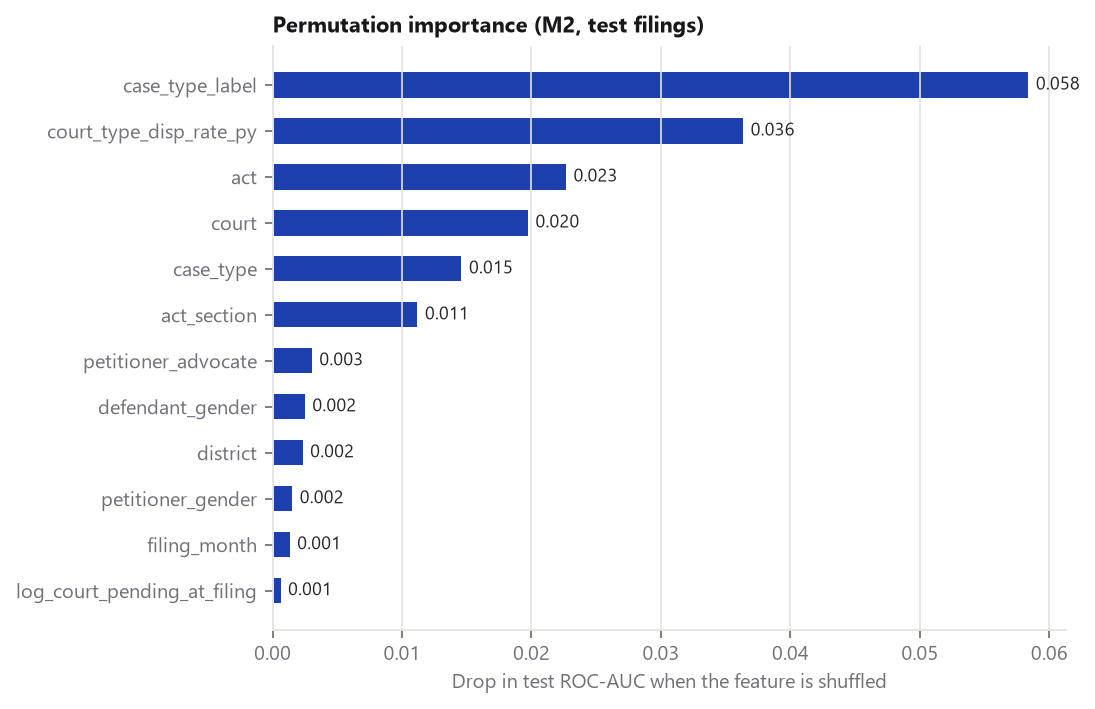 Permutation importance (M2, test filings)
case_type_label 0.058
court_type_disp_rate_py 0.036
act 0.023
court 0.020
case_type 0.015
act_section 0.011
petitioner_advocate 0.003
defendant_gender 0.002
district 0.002
petitioner_gender 0.002
filing_month 0.001
log_court_pending_at_filing 0.001
0.00 0.01 0.02 0.03 0.04 0.05 0.06
Drop in test ROC-AUC when the feature is shuffled